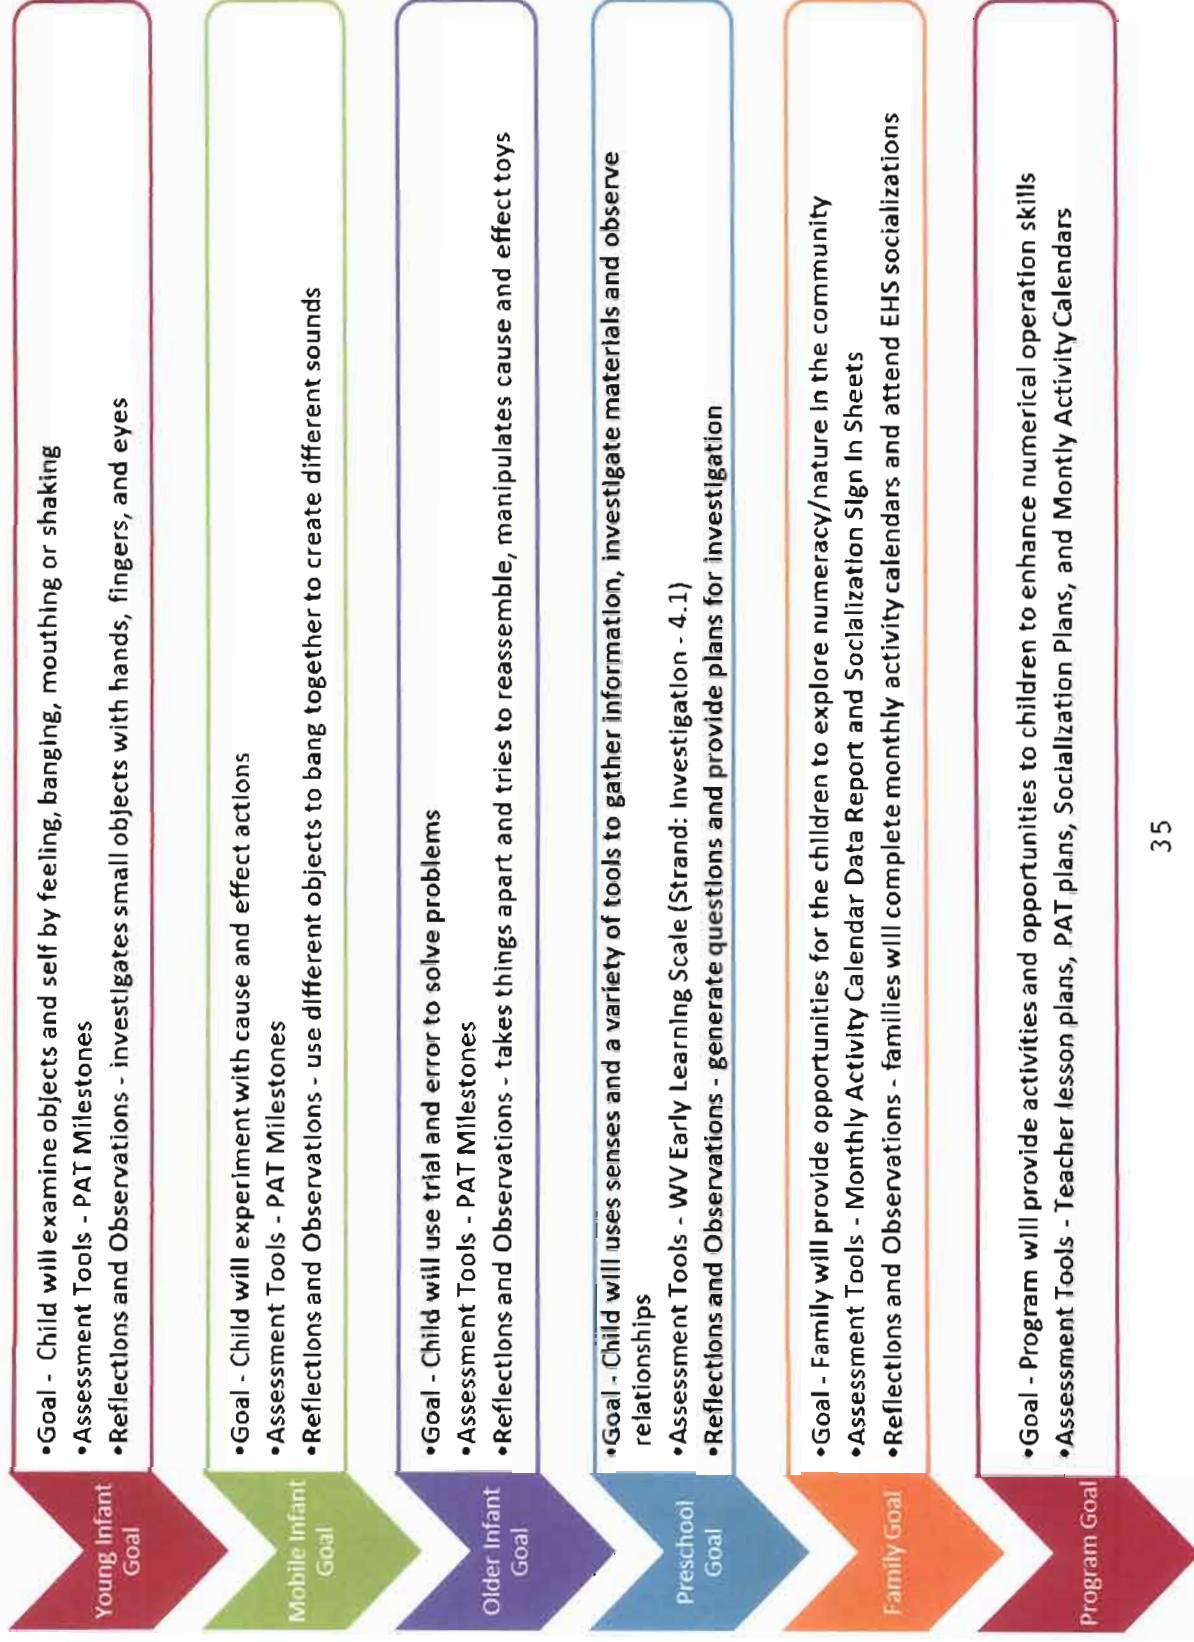 Young Infant
Goal
•Goal - Child will examine objects and self by feeling, banging, mouthing or shaking
•Assessment Tools - PAT Milestones
•Reflections and Observations - investigates small objects with hands, fingers, and eyes
Mobile Infant
Goal
•Goal - Child will experiment with cause and effect actions
•Assessment Tools - PAT Milestones
•Reflections and Observations - use different objects to bang together to create different sounds
Older Infant
Goal
•Goal - Child will use trial and error to solve problems
•Assessment Tools - PAT Milestones
•Reflections and Observations - takes things apart and tries to reassemble, manipulates cause and effect toys
Preschool
Goal
•Goal - Child will uses senses and a variety of tools to gather information, investigate materials and observe
relationships
•Assessment Tools - WV Early Learning Scale (Strand: Investigation - 4.1)
•Reflections and Observations - generate questions and provide plans for investigation
Family Goal
•Goal - Family will provide opportunities for the children to explore numeracy/nature in the community
•Assessment Tools - Monthly Activity Calendar Data Report and Socialization Sign In Sheets
•Reflections and Observations - families will complete monthly activity calendars and attend EHS socializations
Program Goal
•Goal - Program will provide activities and opportunities to children to enhance numerical operation skills
•Assessment Tools - Teacher lesson plans, PAT plans, Socialization Plans, and Montly Activity Calendars
35